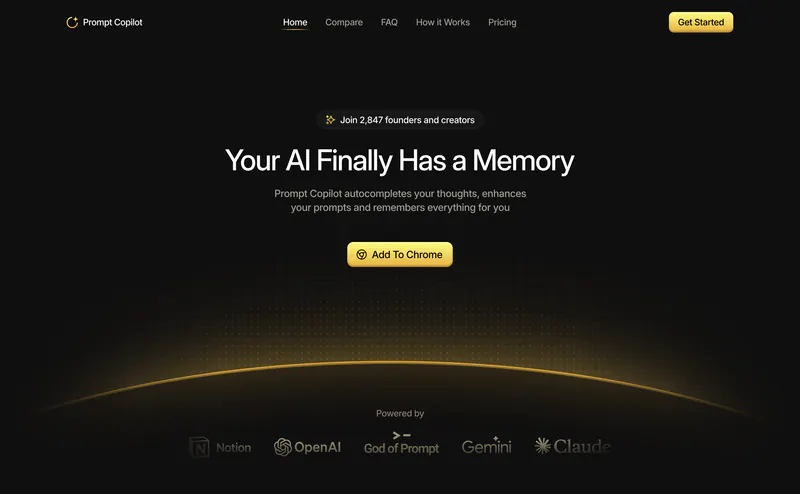 Prompt Copilot
Home
Compare
FAQ
How it Works
Pricing
Get Started
Join 2,847 founders and creators
Your AI Finally Has a Memory
Prompt Copilot autocompletes your thoughts, enhances
your prompts and remembers everything for you
Add To Chrome
Powered by
Notion
OpenAI
God of Prompt
Gemini
Claude